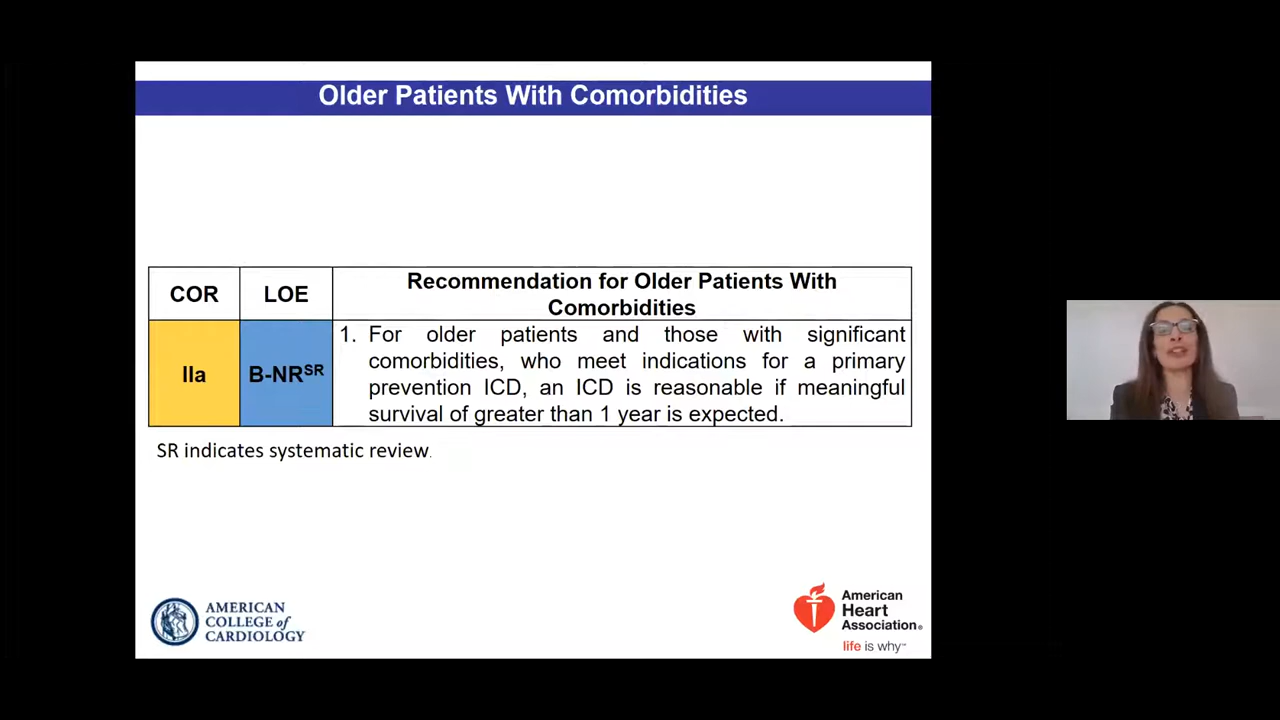 Older Patients With Comorbidities
COR
LOE
Recommendation for Older Patients With
Comorbidities
IIa
B-NRSR
1. For older patients and those with significant
comorbidities, who meet indications for a primary
prevention ICD, an ICD is reasonable if meaningful
survival of greater than 1 year is expected.
SR indicates systematic review.
AMERICAN
COLLEGE of
CARDIOLOGY
American
Heart
Association®
life is why™